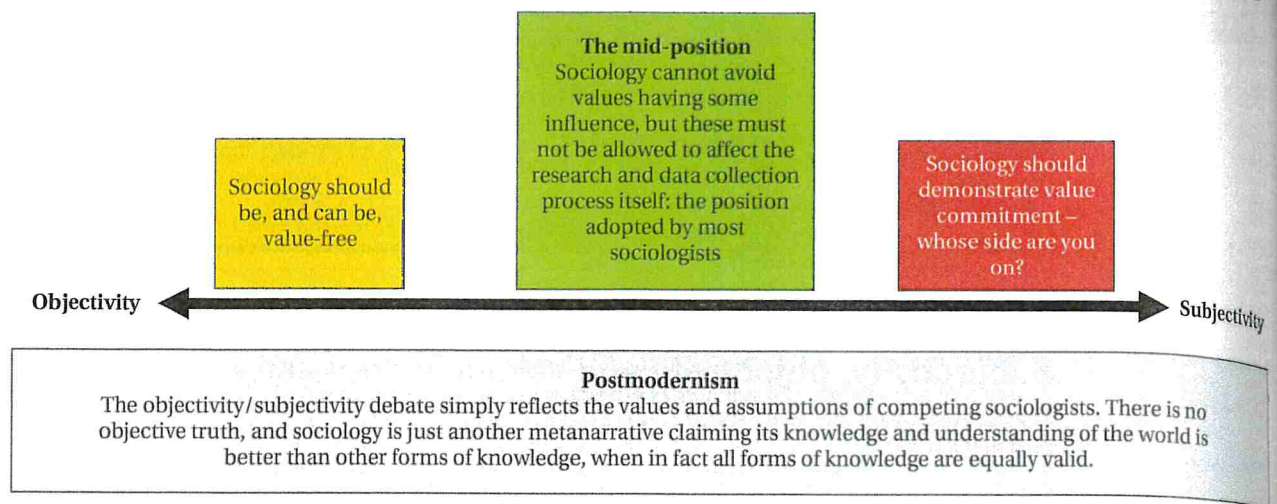 The mid-position
Sociology cannot avoid
values having some
influence, but these must
not be allowed to affect the
research and data collection
process itself: the position
adopted by most
sociologists
Sociology should
be, and can be,
value-free
Sociology should
demonstrate value
commitment –
whose side are you
on?
Objectivity
Subjectivity
Postmodernism
The objectivity/subjectivity debate simply reflects the values and assumptions of competing sociologists. There is no
objective truth, and sociology is just another metanarrative claiming its knowledge and understanding of the world is
better than other forms of knowledge, when in fact all forms of knowledge are equally valid.